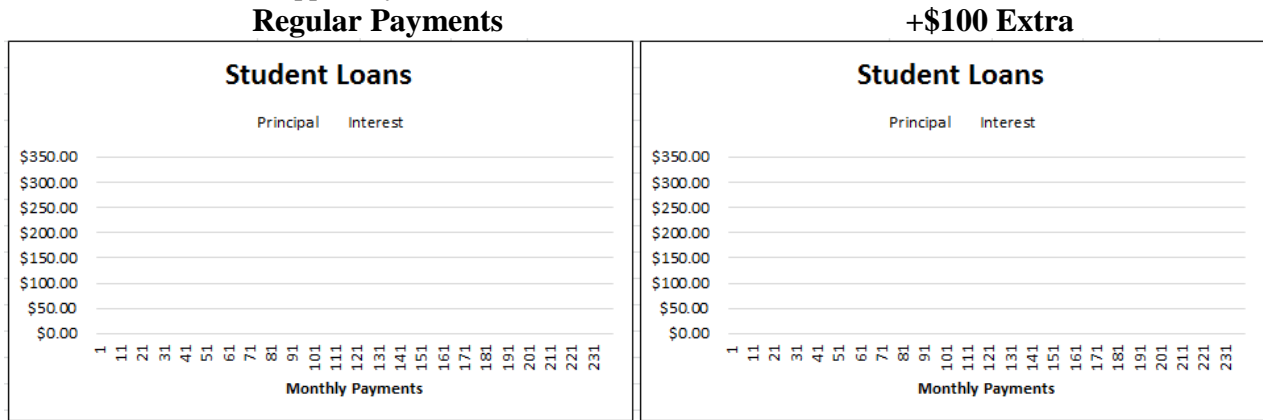 Regular Payments
+$100 Extra
Student Loans
Principal Interest
$350.00
$300.00
$250.00
$200.00
$150.00
$100.00
$50.00
$0.00
1 11 21 31 41 51 61 71 81 91 101 111 121 131 141 151 161 171 181 191 201 211 221 231
Monthly Payments
Student Loans
Principal Interest
$350.00
$300.00
$250.00
$200.00
$150.00
$100.00
$50.00
$0.00
1 11 21 31 41 51 61 71 81 91 101 111 121 131 141 151 161 171 181 191 201 211 221 231
Monthly Payments